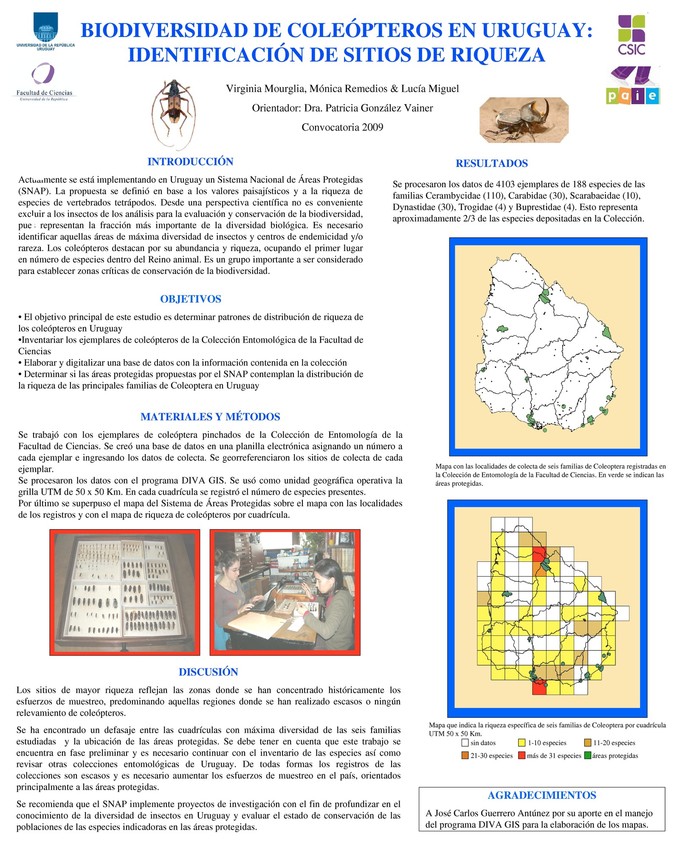 BIODIVERSIDAD DE COLEÓPTEROS EN URUGUAY:
IDENTIFICACIÓN DE SITIOS DE RIQUEZA
UNIVERSIDAD DE LA REPÚBLICA
URUGUAY
Facultad de Ciencias
Universidad de la República
CSIC
paie
Virginia Mourglia, Mónica Remedios & Lucía Miguel
Orientador: Dra. Patricia González Vainer
Convocatoria 2009
INTRODUCCIÓN
Actualmente se está implementando en Uruguay un Sistema Nacional de Áreas Protegidas
(SNAP). La propuesta se definió en base a los valores paisajísticos y a la riqueza de
especies de vertebrados tetrápodos. Desde una perspectiva científica no es conveniente
excluir a los insectos de los análisis para la evaluación y conservación de la biodiversidad,
pue representan la fracción más importante de la diversidad biológica. Es necesario
identificar aquellas áreas de máxima diversidad de insectos y centros de endemicidad y/o
rareza. Los coleópteros destacan por su abundancia y riqueza, ocupando el primer lugar
en número de especies dentro del Reino animal. Es un grupo importante a ser considerado
para establecer zonas críticas de conservación de la biodiversidad.
OBJETIVOS
• El objetivo principal de este estudio es determinar patrones de distribución de riqueza de
los coleópteros en Uruguay
•Inventariar los ejemplares de coleópteros de la Colección Entomológica de la Facultad de
Ciencias
• Elaborar y digitalizar una base de datos con la información contenida en la colección
• Determinar si las áreas protegidas propuestas por el SNAP contemplan la distribución de
la riqueza de las principales familias de Coleoptera en Uruguay
MATERIALES Y MÉTODOS
Se trabajó con los ejemplares de coleóptera pinchados de la Colección de Entomología de la
Facultad de Ciencias. Se creó una base de datos en una planilla electrónica asignando un número a
cada ejemplar e ingresando los datos de colecta. Se georreferenciaron los sitios de colecta de cada
ejemplar.
Se procesaron los datos con el programa DIVA GIS. Se usó como unidad geográfica operativa la
grilla UTM de 50 x 50 Km. En cada cuadrícula se registró el número de especies presentes.
Por último se superpuso el mapa del Sistema de Áreas Protegidas sobre el mapa con las localidades
de los registros y con el mapa de riqueza de coleópteros por cuadrícula.
DISCUSIÓN
Los sitios de mayor riqueza reflejan las zonas donde se han concentrado históricamente los
esfuerzos de muestreo, predominando aquellas regiones donde se han realizado escasos o ningún
relevamiento de coleópteros.
Se ha encontrado un defasaje entre las cuadrículas con máxima diversidad de las seis familias
estudiadas y la ubicación de las áreas protegidas. Se debe tener en cuenta que este trabajo se
encuentra en fase preliminar y es necesario continuar con el inventario de las especies así como
revisar otras colecciones entomológicas de Uruguay. De todas formas los registros de las
colecciones son escasos y es necesario aumentar los esfuerzos de muestreo en el país, orientados
principalmente a las áreas protegidas.
Se recomienda que el SNAP implemente proyectos de investigación con el fin de profundizar en el
conocimiento de la diversidad de insectos en Uruguay y evaluar el estado de conservación de las
poblaciones de las especies indicadoras en las áreas protegidas.
RESULTADOS
Se procesaron los datos de 4103 ejemplares de 188 especies de las
familias Cerambycidae (110), Carabidae (30), Scarabacidae (10),
Dynastidae (30), Trogidae (4) y Buprestidae (4). Esto representa
aproximadamente 2/3 de las especies depositadas en la Colección.
Mapa con las localidades de colecta de seis familias de Coleoptera registradas en
la Colección de Entomología de la Facultad de Ciencias. En verde se indican las
áreas protegidas.
Mapa que indica la riqueza específica de seis familias de Coleoptera por cuadrícula
UTM 50 x 50 Km.
sin datos 1-10 especies 11-20 especies
21-30 especies más de 31 especies áreas protegidas
AGRADECIMIENTOS
A José Carlos Guerrero Antúnez por su aporte en el manejo
del programa DIVA GIS para la elaboración de los mapas.